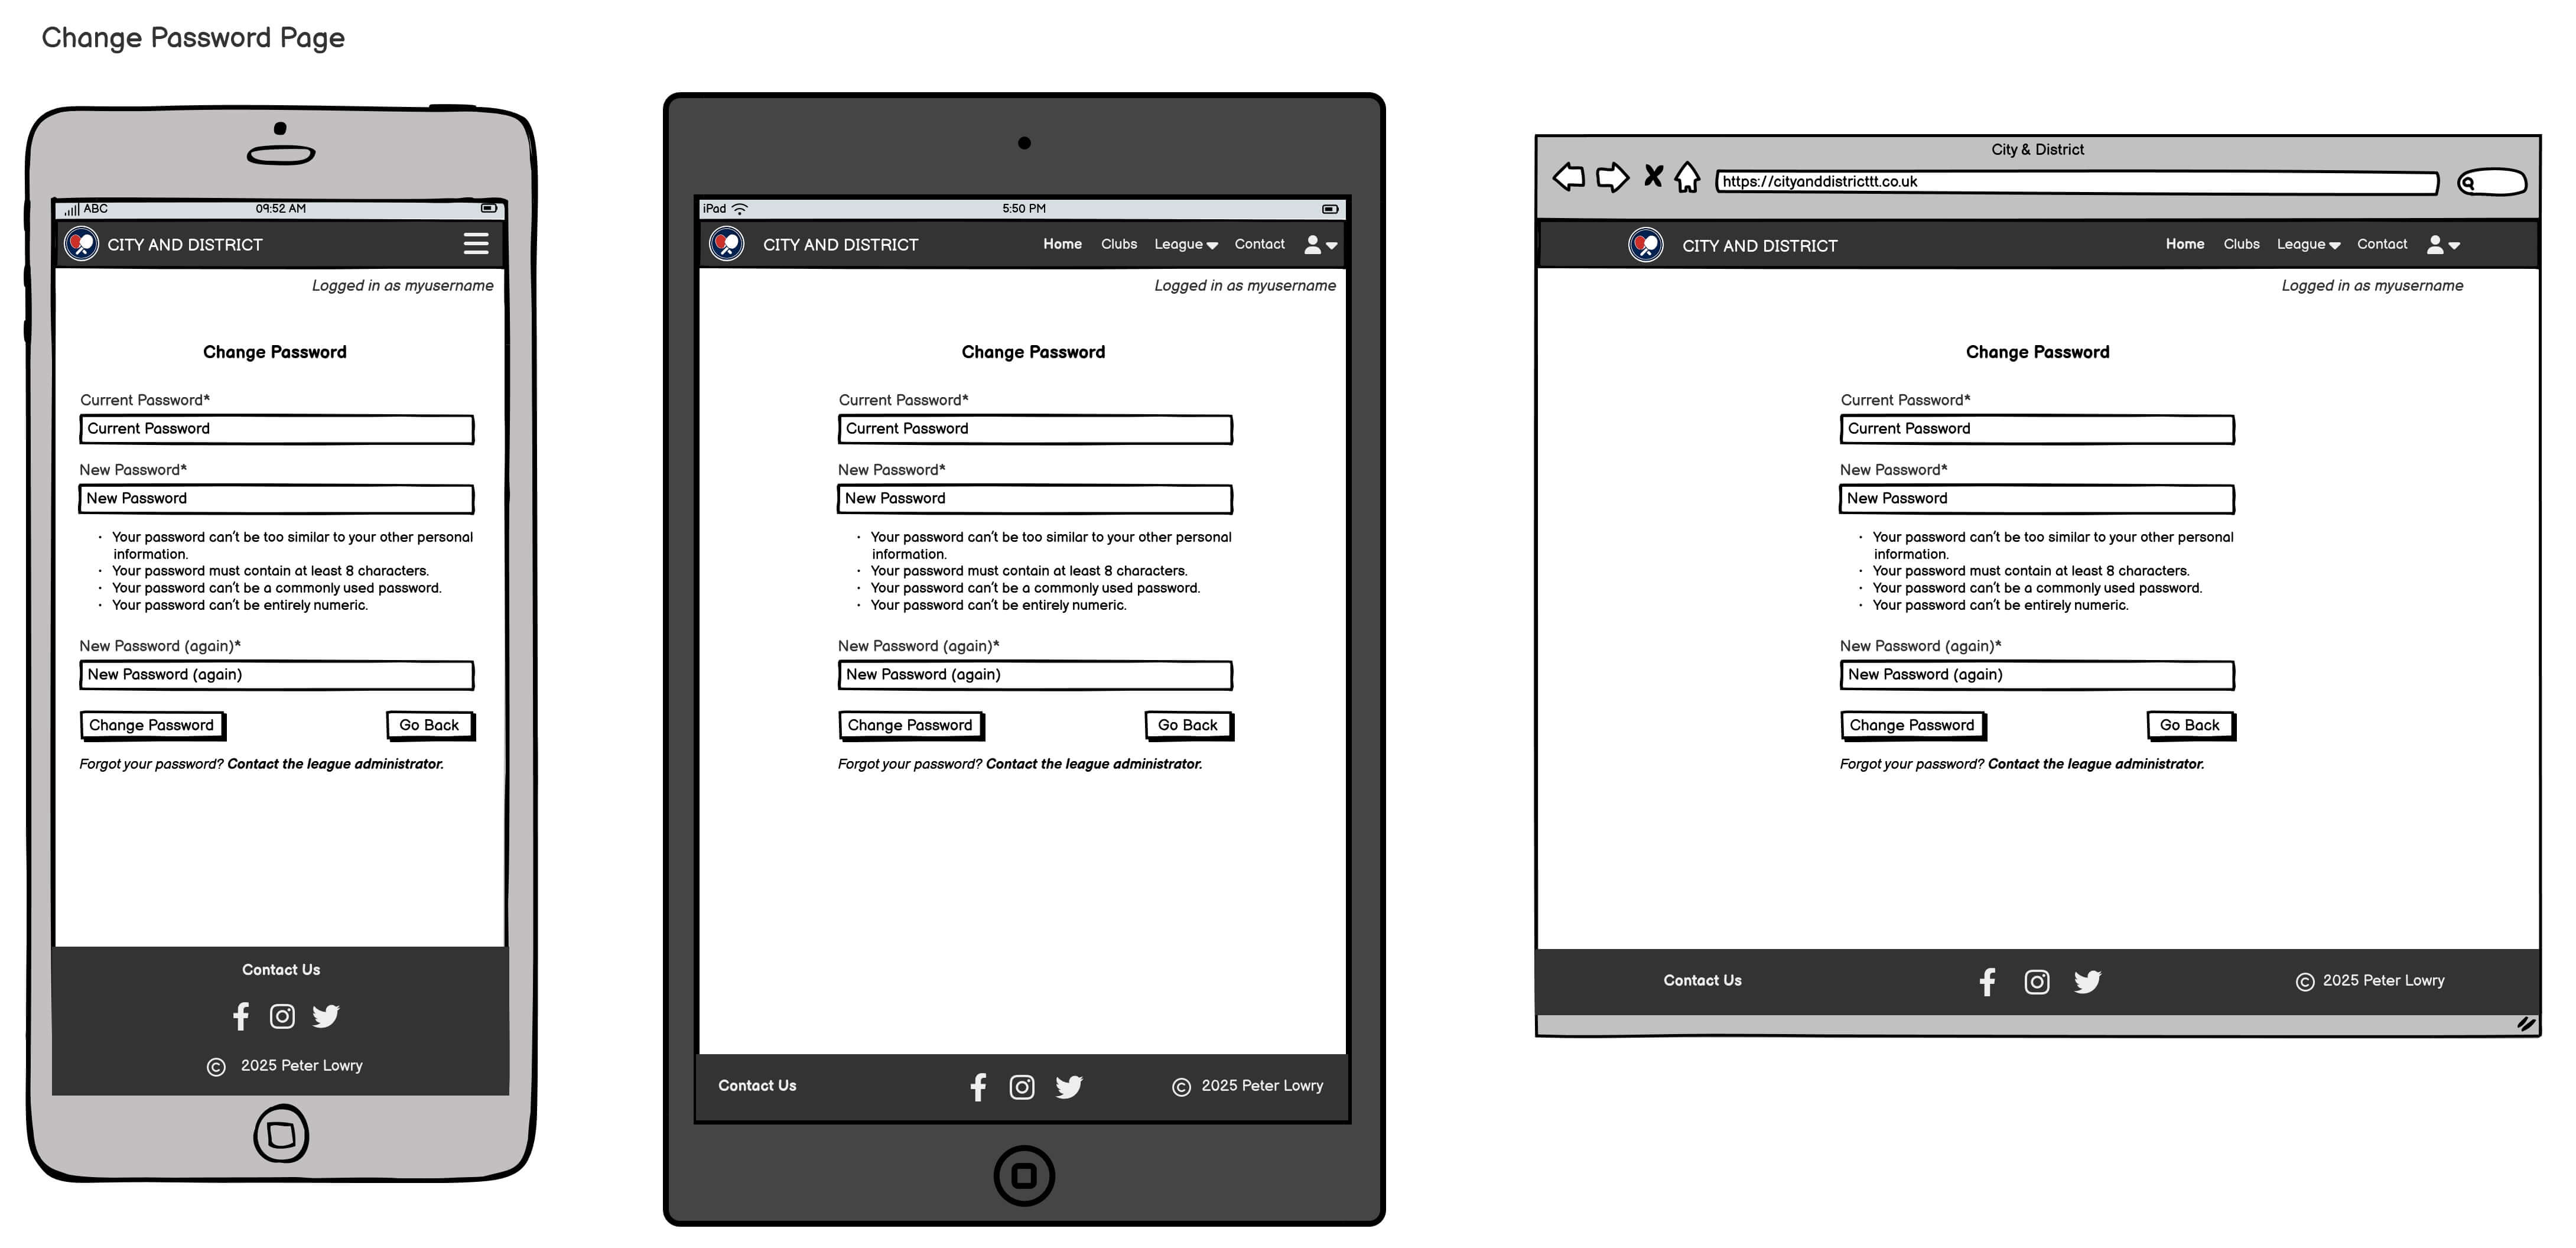 Change Password Page
ABC 09:52 AM
CITY AND DISTRICT
Logged in as myusername
Change Password
Current Password*
Current Password
New Password*
New Password
· Your password can't be too similar to your other personal
information.
· Your password must contain at least 8 characters.
· Your password can't be a commonly used password.
· Your password can't be entirely numeric.
New Password (again)*
New Password (again)
Change Password Go Back
Forgot your password? Contact the league administrator.
Contact Us
© 2025 Peter Lowry
iPad 5:50 PM
CITY AND DISTRICT Home Clubs League Contact
Logged in as myusername
Change Password
Current Password*
Current Password
New Password*
New Password
· Your password can't be too similar to your other personal
information.
· Your password must contain at least 8 characters.
· Your password can't be a commonly used password.
· Your password can't be entirely numeric.
New Password (again)*
New Password (again)
Change Password Go Back
Forgot your password? Contact the league administrator.
Contact Us © 2025 Peter Lowry
City & District
https://cityanddistricttt.co.uk
CITY AND DISTRICT Home Clubs League Contact
Logged in as myusername
Change Password
Current Password*
Current Password
New Password*
New Password
· Your password can't be too similar to your other personal
information.
· Your password must contain at least 8 characters.
· Your password can't be a commonly used password.
· Your password can't be entirely numeric.
New Password (again)*
New Password (again)
Change Password Go Back
Forgot your password? Contact the league administrator.
Contact Us © 2025 Peter Lowry